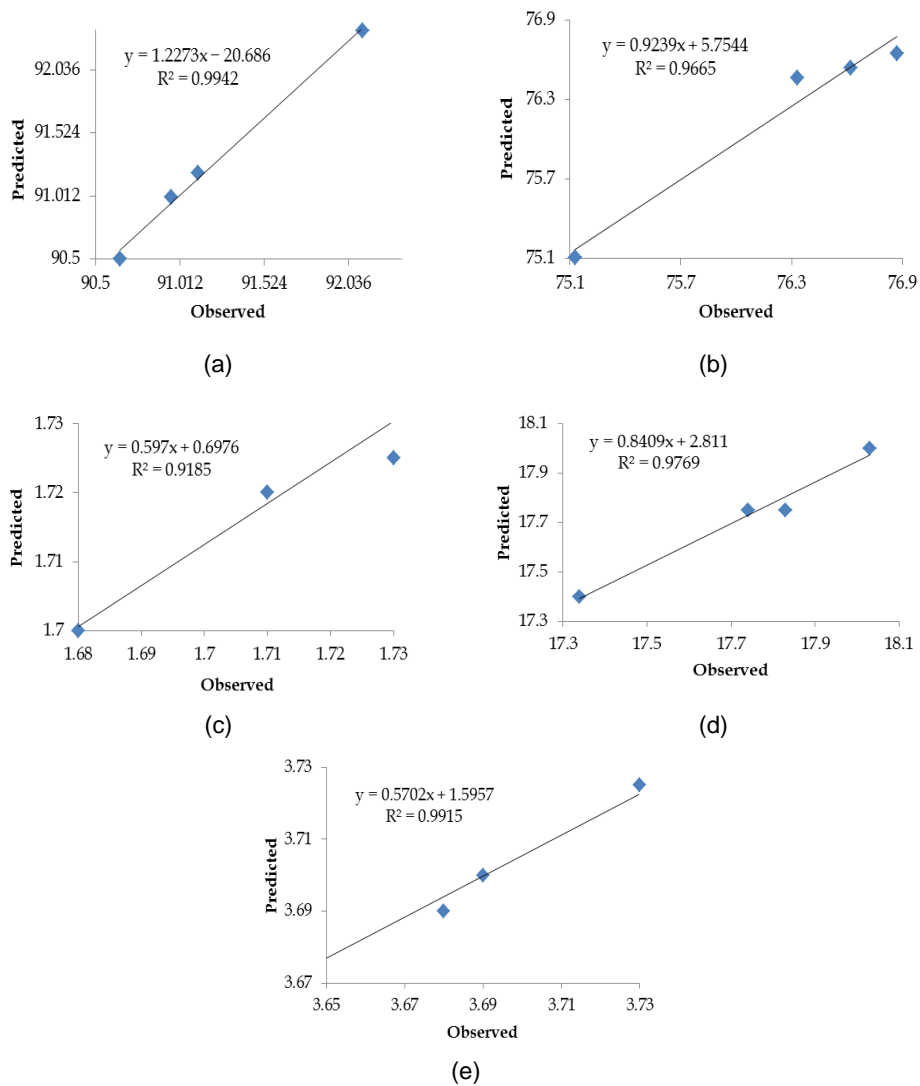 y = 1.2273x − 20.686
R² = 0.9942
Predicted
92.036
91.524
91.012
90.5
90.5 91.012 91.524 92.036
Observed
(a)
y = 0.9239x + 5.7544
R² = 0.9665
Predicted
76.9
76.3
75.7
75.1
75.1 75.7 76.3 76.9
Observed
(b)
y = 0.597x + 0.6976
R² = 0.9185
Predicted
1.73
1.72
1.71
1.7
1.68 1.69 1.7 1.71 1.72 1.73
Observed
(c)
y = 0.8409x + 2.811
R² = 0.9769
Predicted
18.1
17.9
17.7
17.5
17.3
17.3 17.5 17.7 17.9 18.1
Observed
(d)
y = 0.5702x + 1.5957
R² = 0.9915
Predicted
3.73
3.71
3.69
3.67
3.65 3.67 3.69 3.71 3.73
Observed
(e)